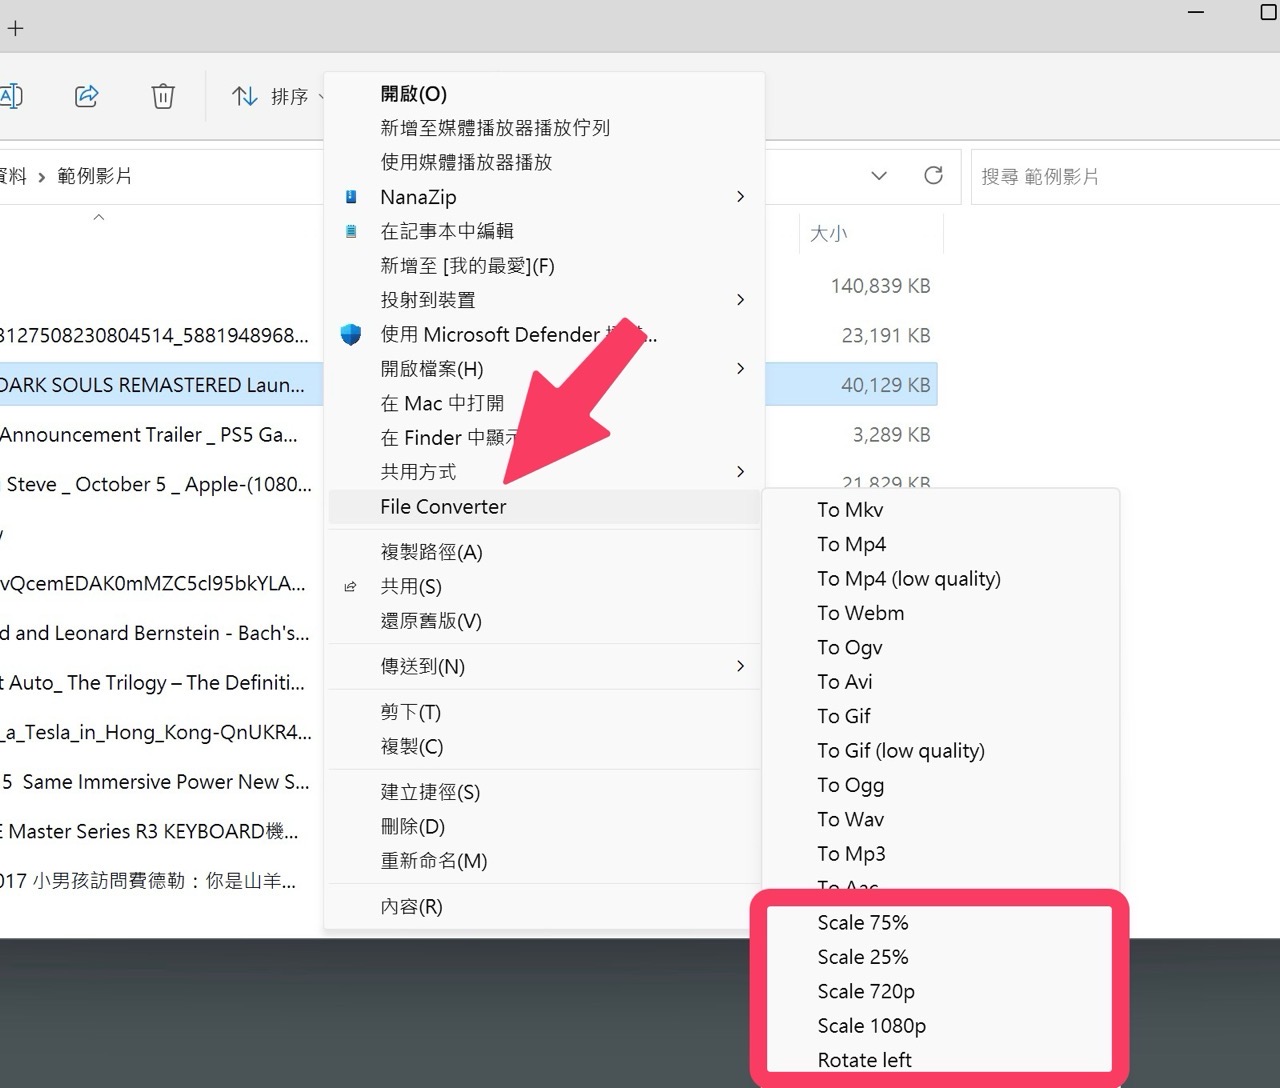 排序
資料 › 範例影片
搜尋 範例影片
大小
140,839 KB
3127508230804514_5881948968...
23,191 KB
DARK SOULS REMASTERED Laun...
40,129 KB
Announcement Trailer _ PS5 Ga...
3,289 KB
Steve _ October 5 _ Apple-(1080...
21,829 KB
vQcemEDAK0mMZC5cl95bkYLA...
d and Leonard Bernstein - Bach's...
t Auto_ The Trilogy – The Definiti...
_a_Tesla_in_Hong_Kong-QnUKR4...
5 Same Immersive Power New S...
E Master Series R3 KEYBOARD機...
017 小男孩訪問費德勒：你是山羊...
開啟(O)
新增至媒體播放器播放佇列
使用媒體播放器播放
NanaZip
在記事本中編輯
新增至 [我的最愛](F)
投射到裝置
使用 Microsoft Defender ...
開啟檔案(H)
在 Mac 中打開
在 Finder 中顯示
共用方式
File Converter
複製路徑(A)
共用(S)
還原舊版(V)
傳送到(N)
剪下(T)
複製(C)
建立捷徑(S)
刪除(D)
重新命名(M)
內容(R)
To Mkv
To Mp4
To Mp4 (low quality)
To Webm
To Ogv
To Avi
To Gif
To Gif (low quality)
To Ogg
To Wav
To Mp3
To Aac
Scale 75%
Scale 25%
Scale 720p
Scale 1080p
Rotate left